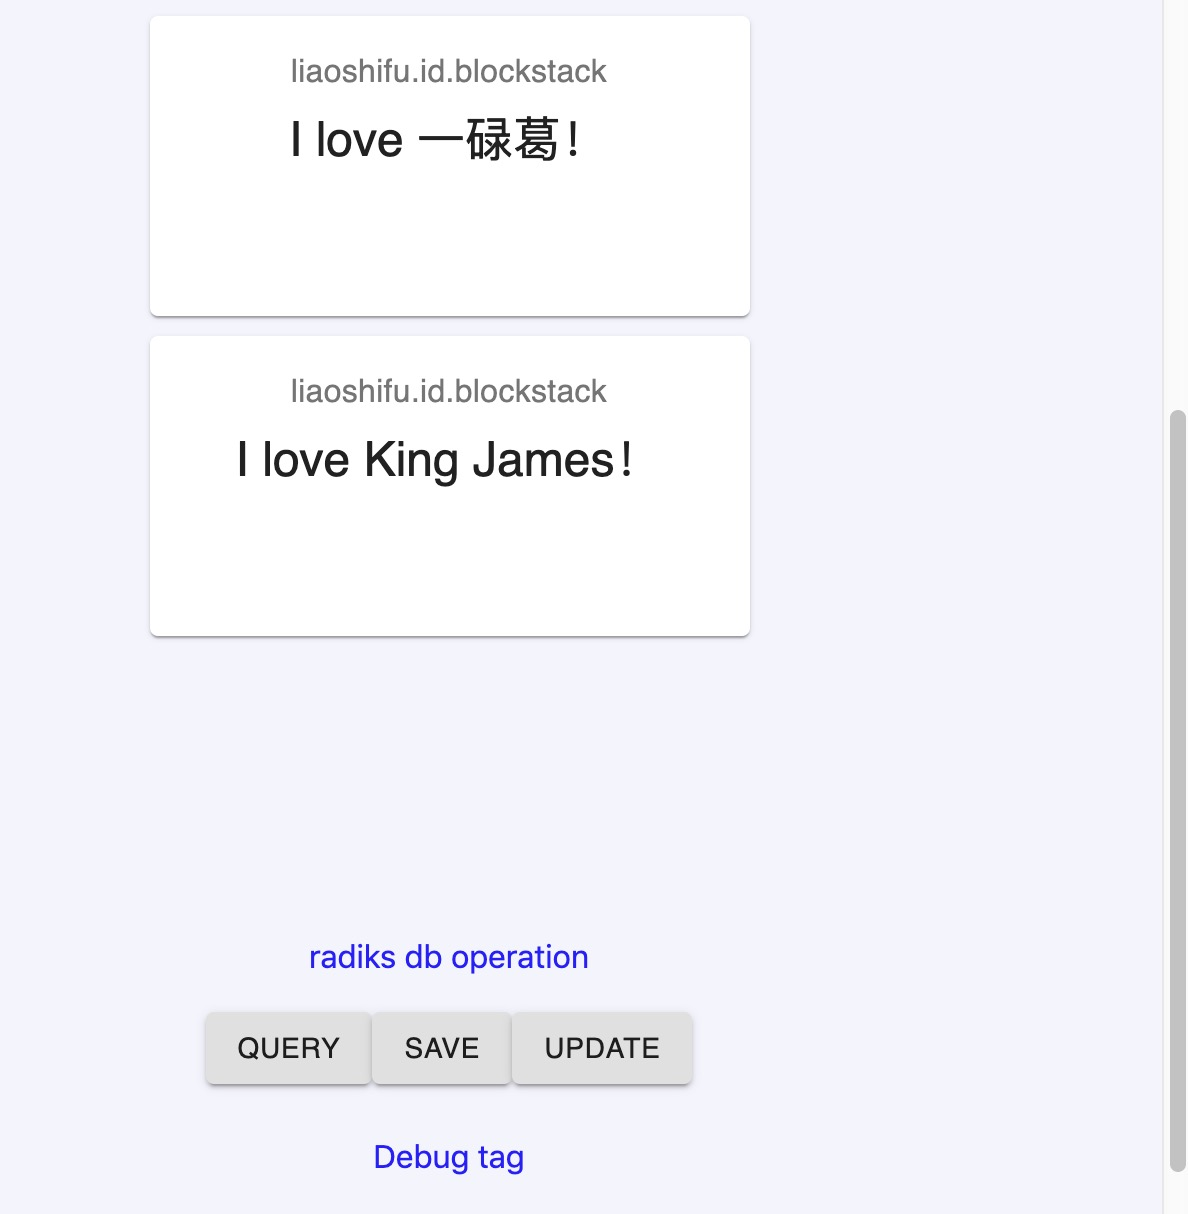 liaoshifu.id.blockstack
I love 一碌葛！
liaoshifu.id.blockstack
I love King James！
radiks db operation
QUERY SAVE UPDATE
Debug tag